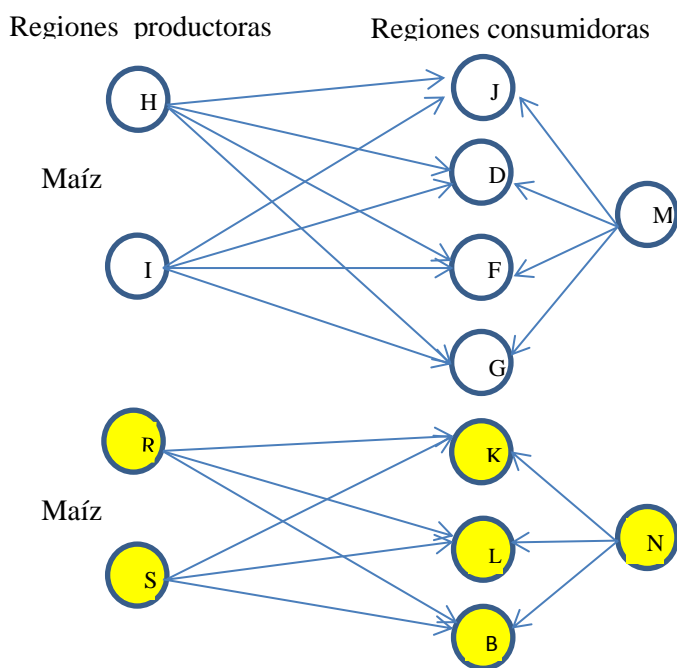 Regiones productoras
Regiones consumidoras
H
J
Maíz
D
M
I
F
G
R
K
Maíz
N
S
L
B